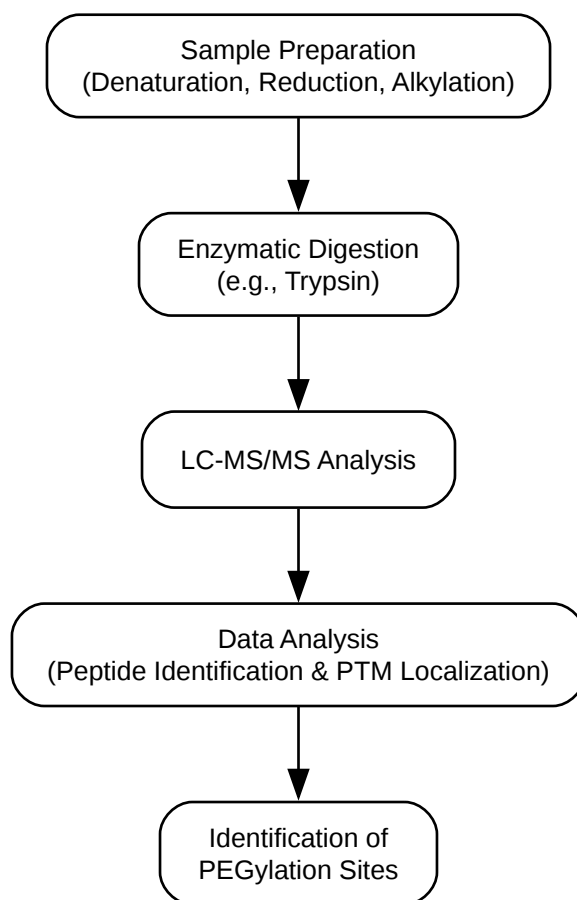 Sample Preparation
(Denaturation, Reduction, Alkylation)
Enzymatic Digestion
(e.g., Trypsin)
LC-MS/MS Analysis
Data Analysis
(Peptide Identification & PTM Localization)
Identification of
PEGylation Sites